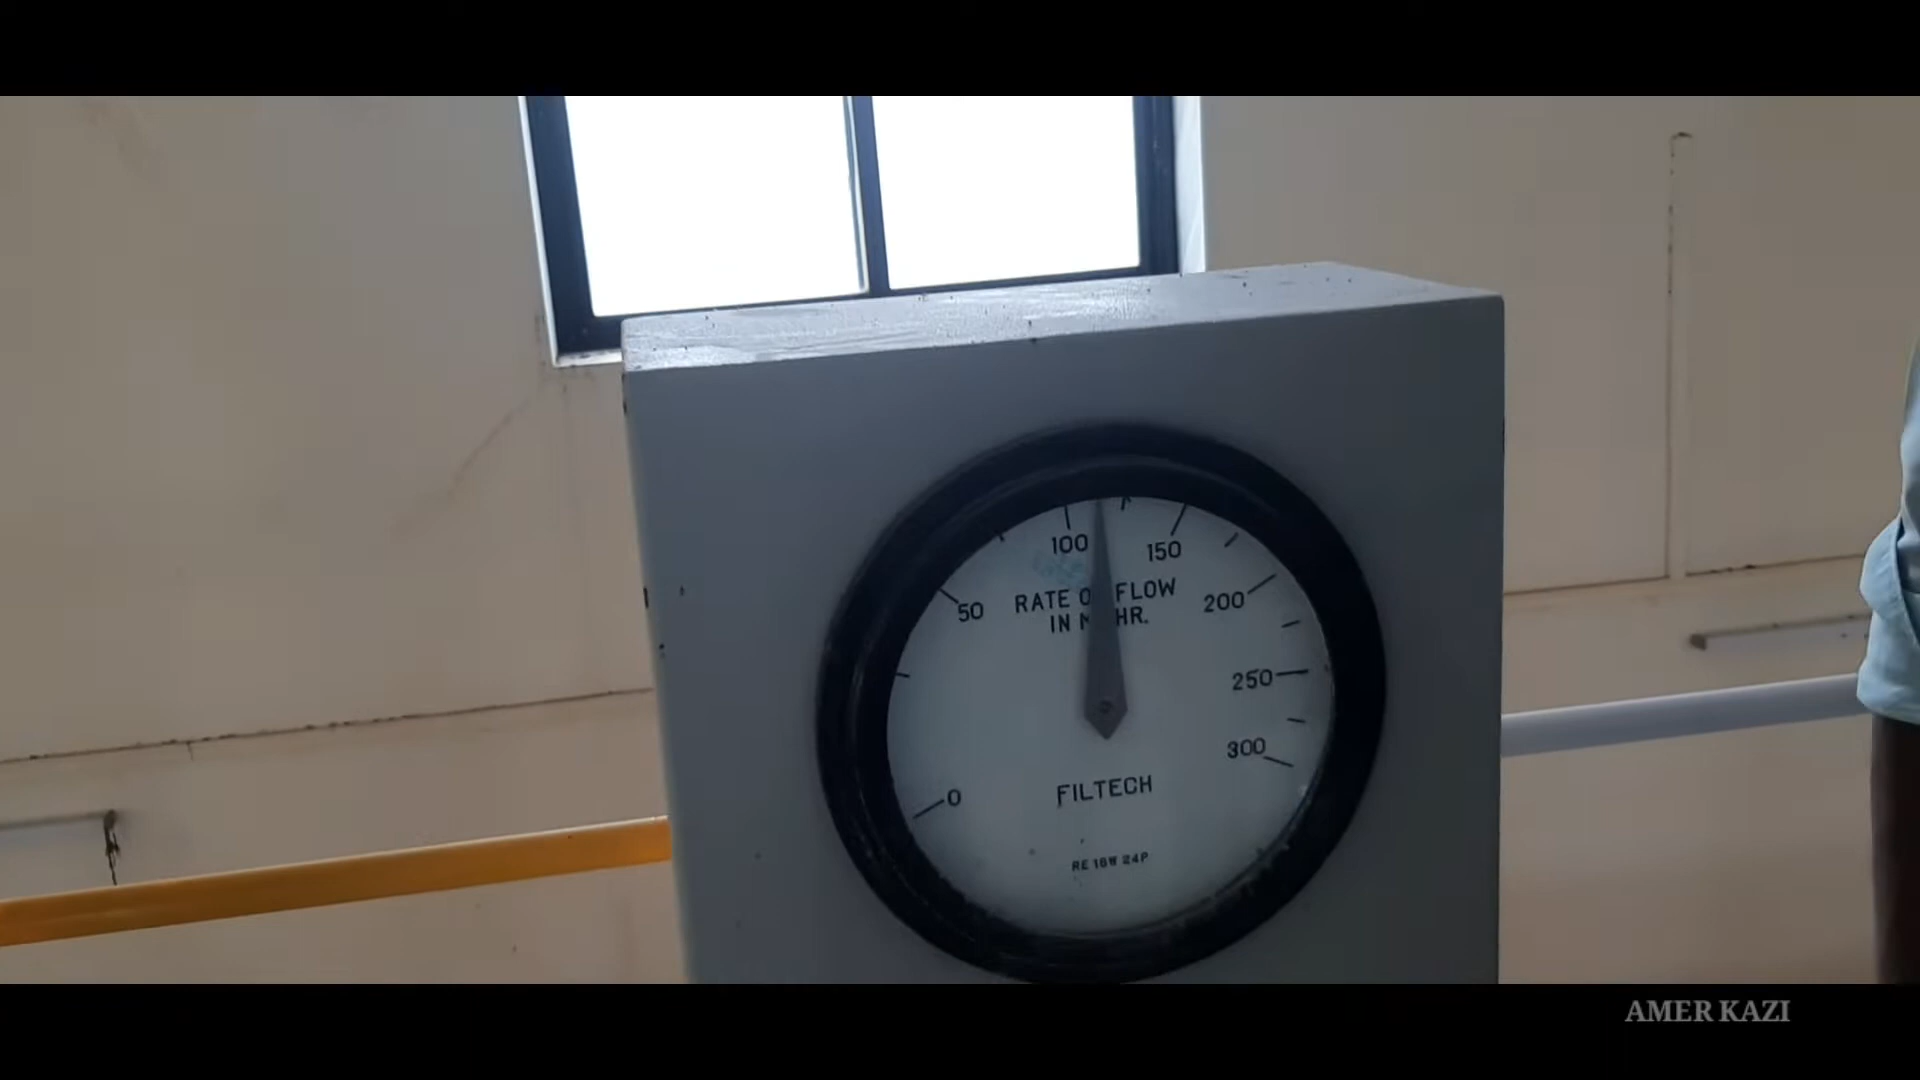 100
150
50
RATE O FLOW
200
IN M HR.
250
300
0
FILTECH
RE 18W 24P
AMER KAZI